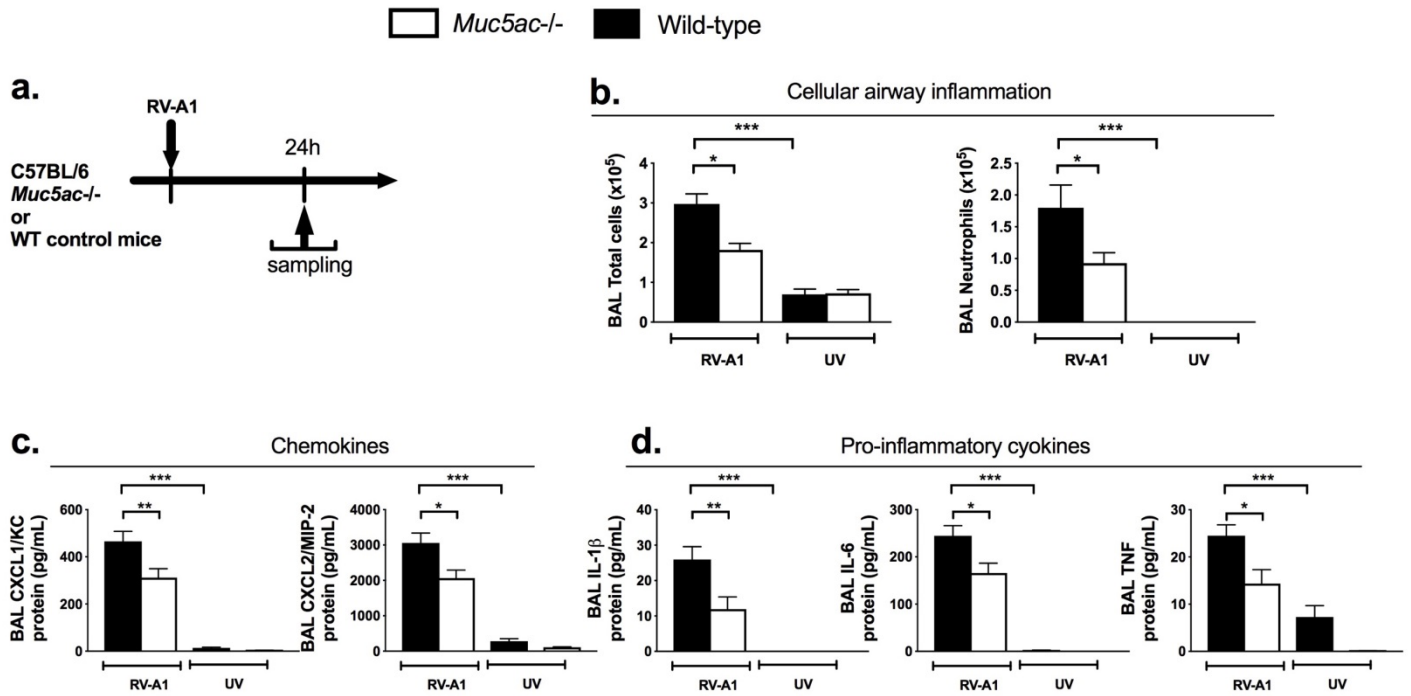 Muc5ac-/- Wild-type
a.
RV-A1
24h
C57BL/6
Muc5ac-/-
or
WT control mice
sampling
b.
Cellular airway inflammation
***
*
BAL Total cells (x10⁵)
4
3
2
1
0
RV-A1 UV
***
*
BAL Neutrophils (x10⁵)
2.5
2.0
1.5
1.0
0.5
0.0
RV-A1 UV
c.
Chemokines
***
**
BAL CXCL1/KC
protein (pg/mL)
600
400
200
0
RV-A1 UV
***
*
BAL CXCL2/MIP-2
protein (pg/mL)
4000
3000
2000
1000
0
RV-A1 UV
d.
Pro-inflammatory cyokines
***
**
BAL IL-1β
protein (pg/mL)
40
30
20
10
0
RV-A1 UV
***
*
BAL IL-6
protein (pg/mL)
300
200
100
0
RV-A1 UV
***
*
BAL TNF
protein (pg/mL)
30
20
10
0
RV-A1 UV